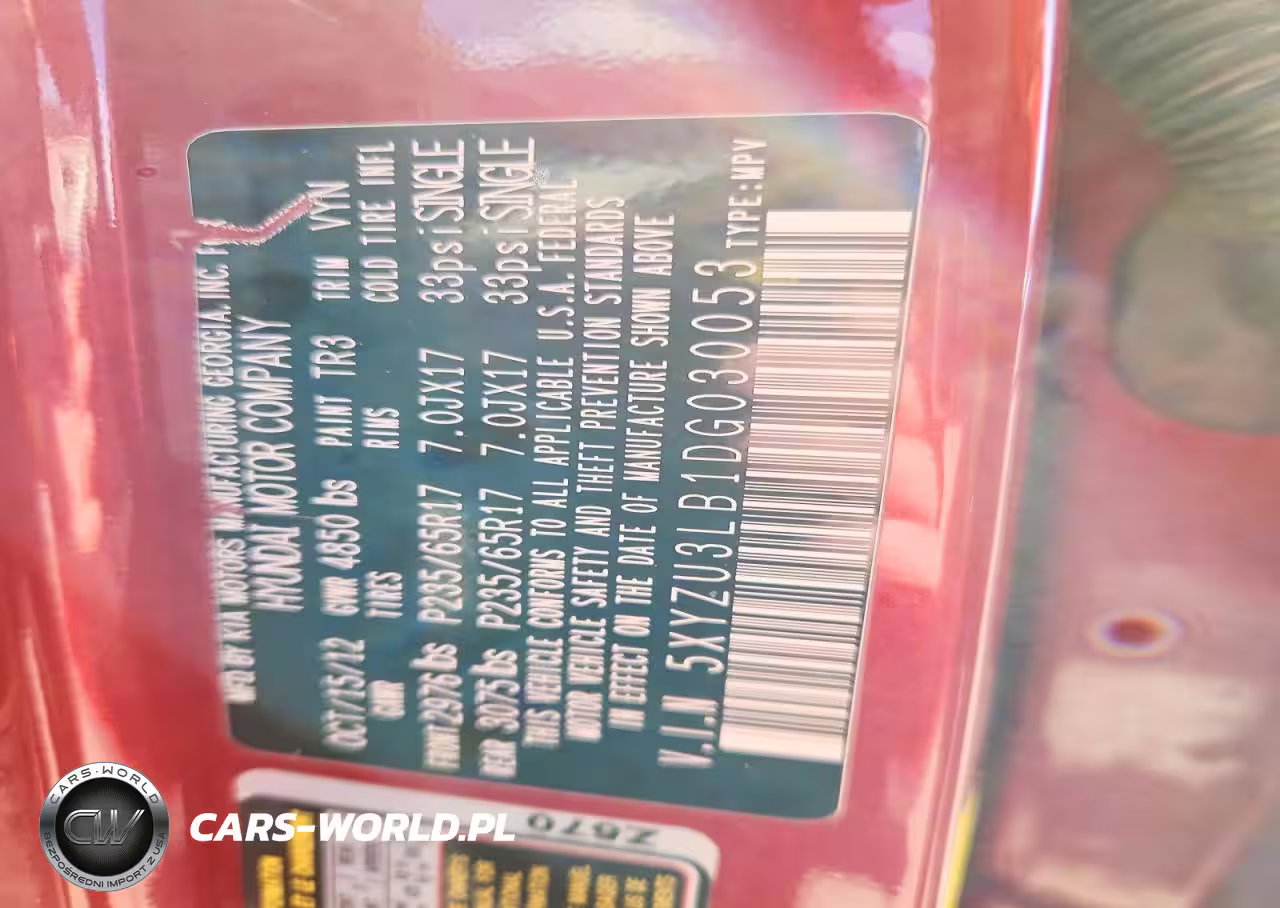 MFD BY KIA MOTORS MANUFACTURING GEORGIA, INC. F
HYUNDAI MOTOR COMPANY
OCT/15/12 GVWR 4850 lbs PAINT TR3 TRIM VYN
GAWR TIRES RIMS COLD TIRE INFL
FRONT 2976 lbs P235/65R17 7.0JX17 33psi SINGLE
REAR 3075 lbs P235/65R17 7.0JX17 33psi SINGLE
THIS VEHICLE CONFORMS TO ALL APPLICABLE U.S.A. FEDERAL
MOTOR VEHICLE SAFETY AND THEFT PREVENTION STANDARDS
IN EFFECT ON THE DATE OF MANUFACTURE SHOWN ABOVE
V.I.N 5XYZU3LB1DG030053 TYPE:MPV
CARS-WORLD
CW
BEZPOŚREDNI IMPORT Z USA
CARS-WORLD.PL